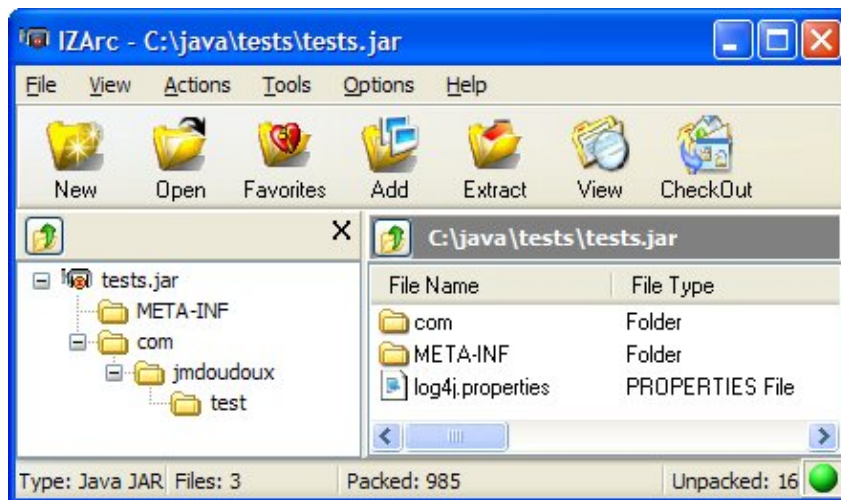 IZArc - C:\java\tests\tests.jar
File View Actions Tools Options Help
New Open Favorites Add Extract View CheckOut
C:\java\tests\tests.jar
tests.jar
META-INF
com
jmdoudoux
test
File Name File Type
com Folder
META-INF Folder
log4j.properties PROPERTIES File
Type: Java JAR Files: 3 Packed: 985 Unpacked: 16